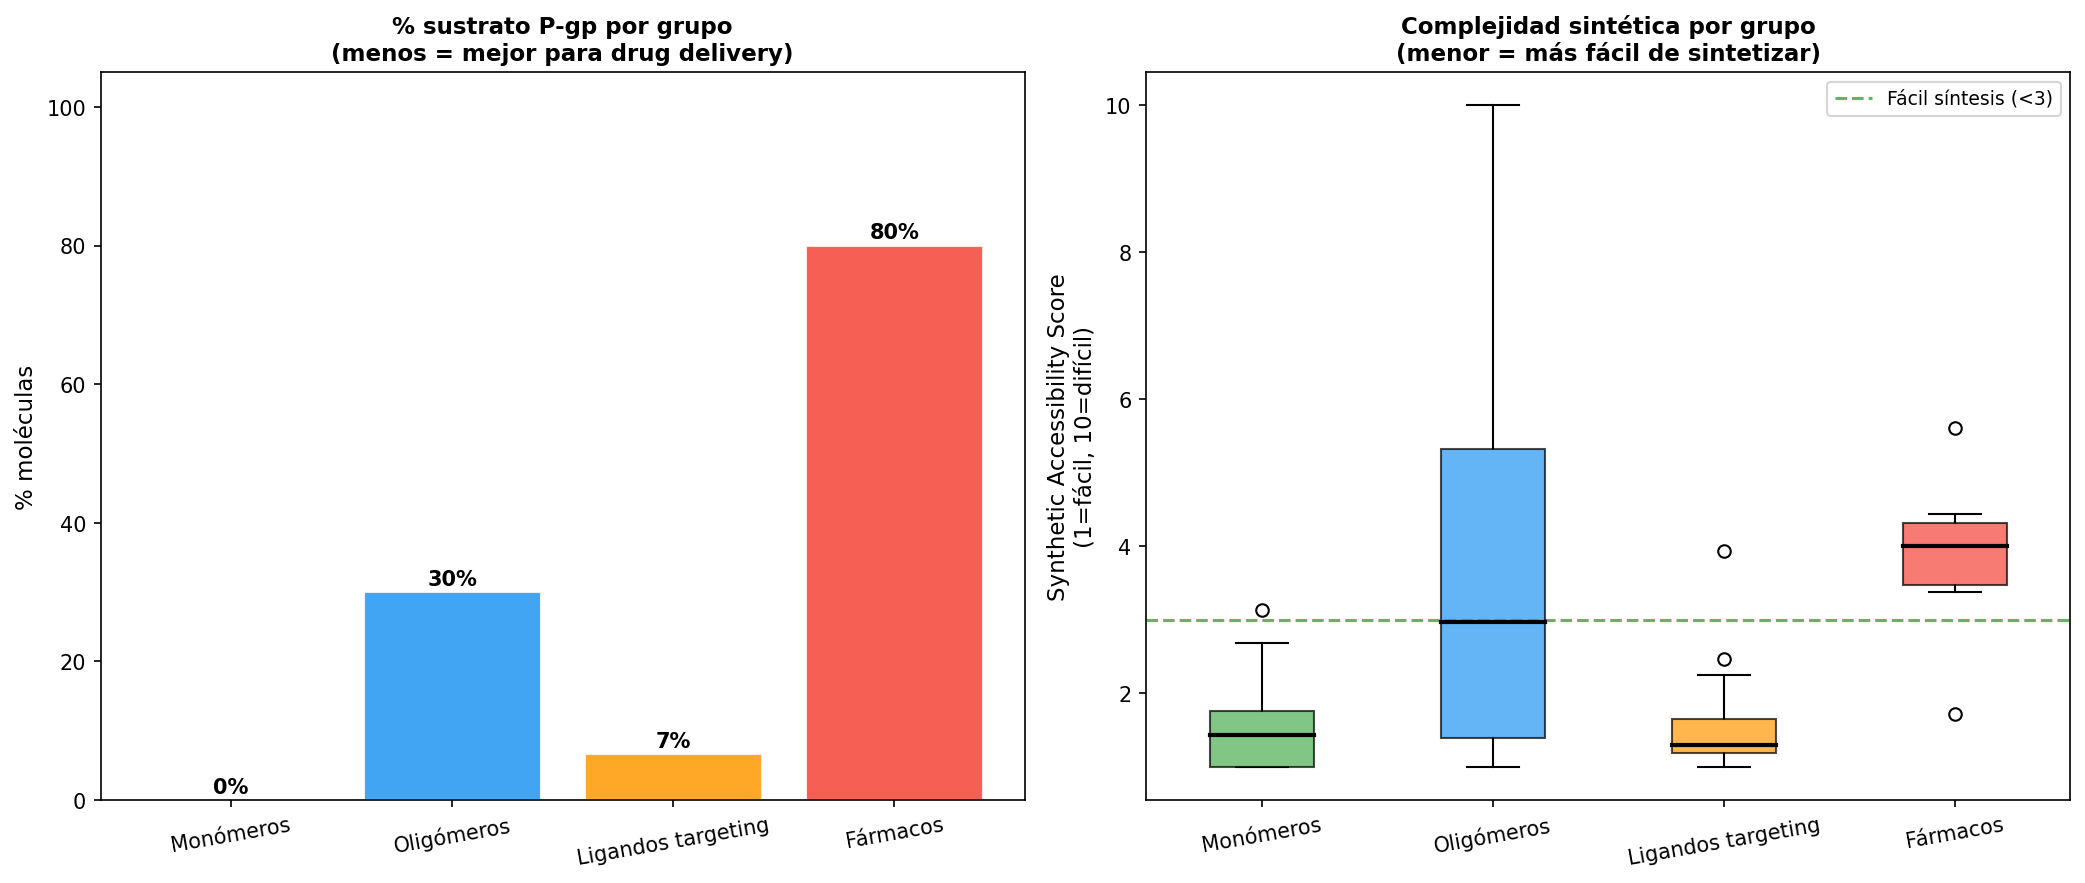 % sustrato P-gp por grupo
(menos = mejor para drug delivery)
% moléculas
100
80
60
40
20
0
0%
30%
7%
80%
Monómeros
Oligómeros
Ligandos targeting
Fármacos
Complejidad sintética por grupo
(menor = más fácil de sintetizar)
Synthetic Accessibility Score
(1=fácil, 10=difícil)
10
8
6
4
2
Fácil síntesis (<3)
Monómeros
Oligómeros
Ligandos targeting
Fármacos